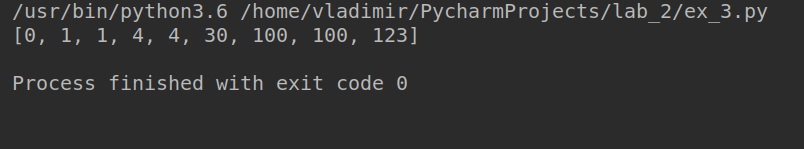 /usr/bin/python3.6 /home/vladimir/PycharmProjects/lab_2/ex_3.py
[0, 1, 1, 4, 4, 30, 100, 100, 123]
Process finished with exit code 0